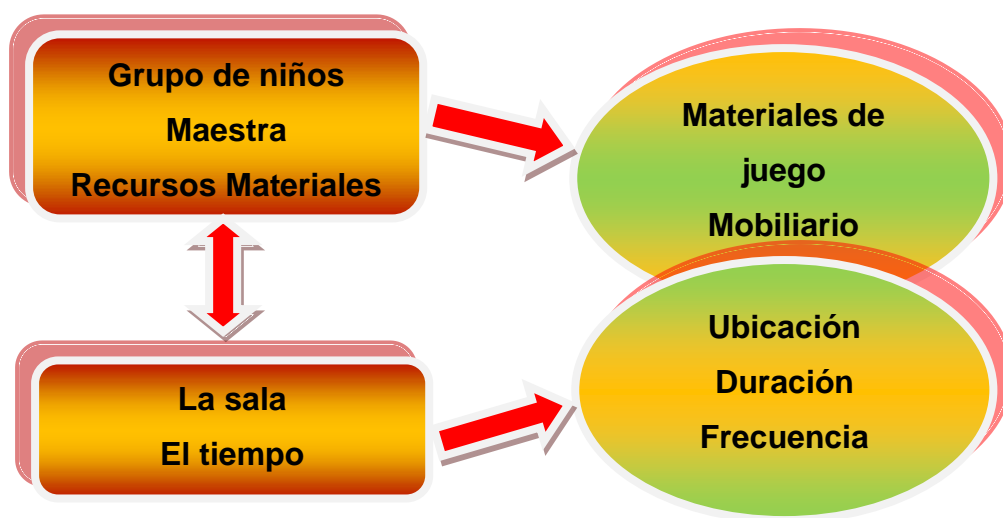 Grupo de niños
Maestra
Recursos Materiales
Materiales de
juego
Mobiliario
La sala
El tiempo
Ubicación
Duración
Frecuencia